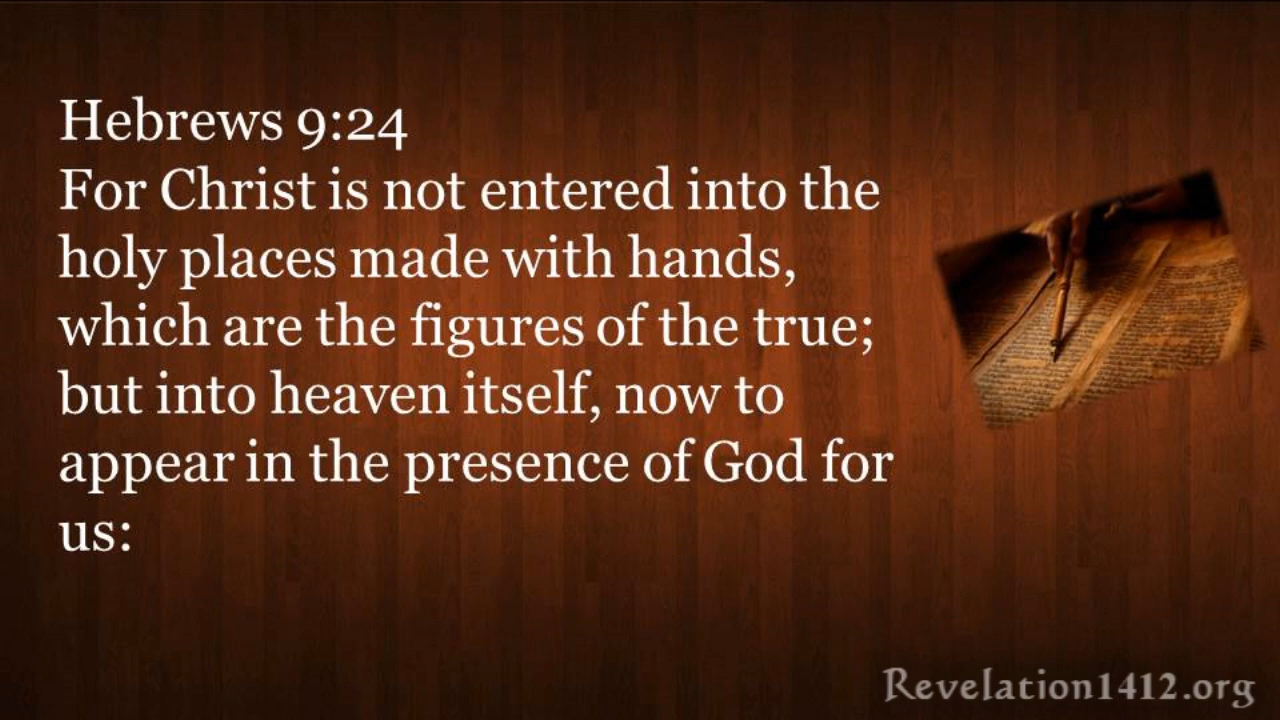 Hebrews 9:24
For Christ is not entered into the
holy places made with hands,
which are the figures of the true;
but into heaven itself, now to
appear in the presence of God for
us:
Revelation1412.org